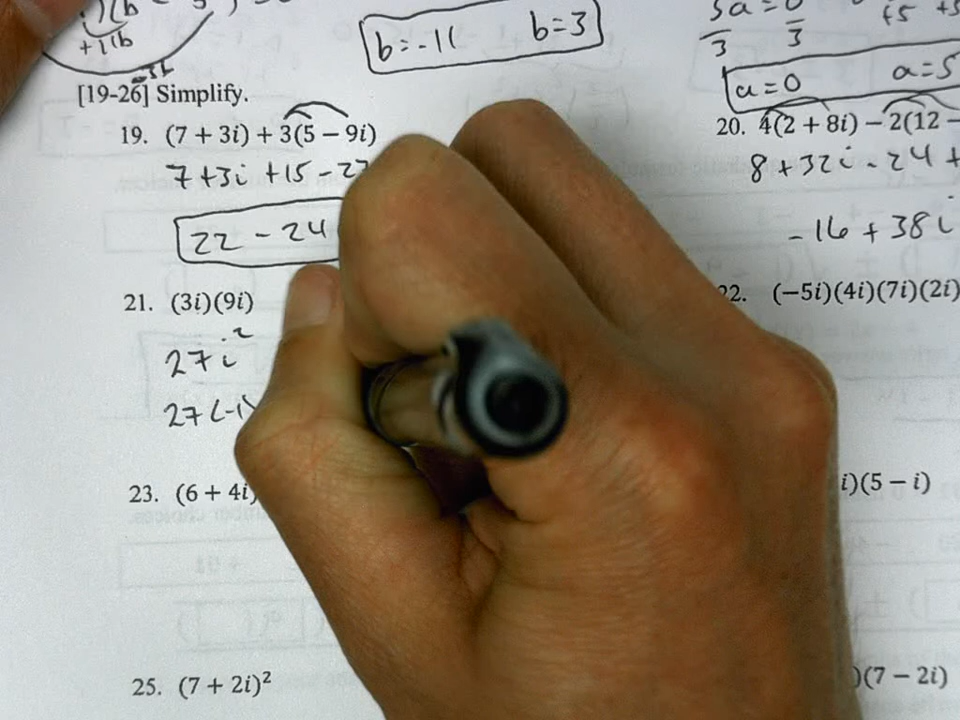 +11b
b=-11 b=3
3a=0
3 3
+5
a=0 a=5
[19-26] Simplify.
19. (7 + 3i) + 3(5 − 9i)
7+3i+15-27
22-24
20. 4(2 + 8i) − 2(12 −
8+32i-24+
-16+38i
21. (3i)(9i)
27i²
27(-1)
22. (−5i)(4i)(7i)(2i)
23. (6 + 4i)
i)(5 − i)
25. (7 + 2i)²
)(7 − 2i)